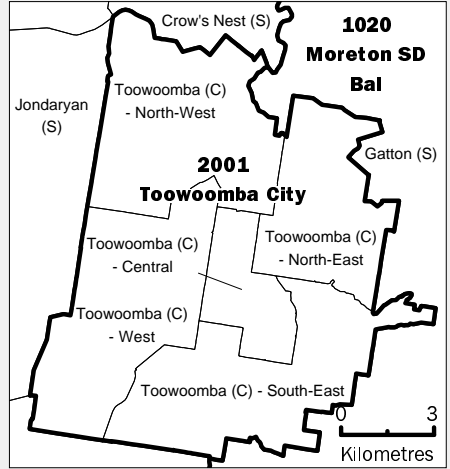 Crow's Nest (S)
1020
Moreton SD
Bal
Jondaryan
(S)
Toowoomba (C)
- North-West
Gatton (S)
2001
Toowoomba City
Toowoomba (C)
- Central
Toowoomba (C)
- North-East
Toowoomba (C)
- West
Toowoomba (C) - South-East
0 3
Kilometres